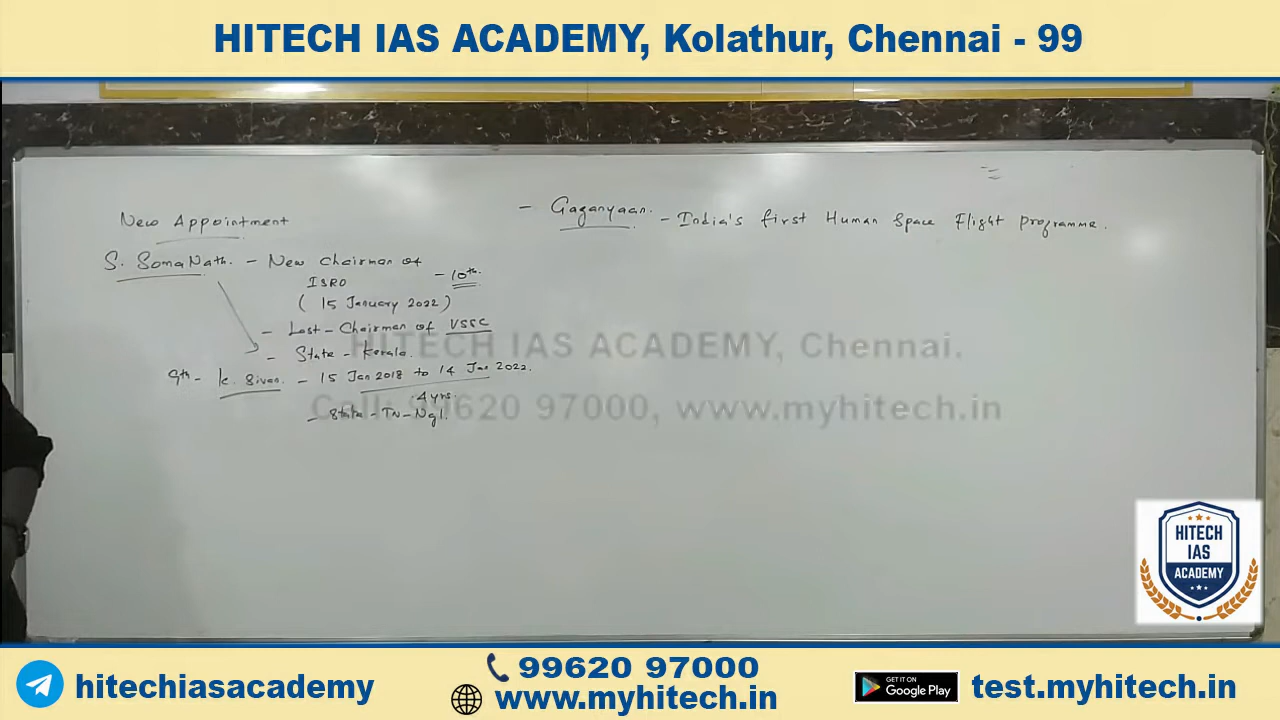 HITECH IAS ACADEMY, Kolathur, Chennai - 99
New Appointment
S. SomaNath. - New Chairman of
ISRO - 10th.
( 15 January 2022 )
- Last - Chairman of VSSC
- State - Kerala.
9th - K. Sivan. - 15 Jan 2018 to 14 Jan 2022.
4 yrs.
- State - TN - Ngl.
- Gaganyaan. - India's first Human Space Flight Programme.
HITECH IAS ACADEMY, Chennai.
Call: 99620 97000, www.myhitech.in
HITECH
IAS
ACADEMY
hitechiasacademy
99620 97000
www.myhitech.in
GET IT ON
Google Play
test.myhitech.in